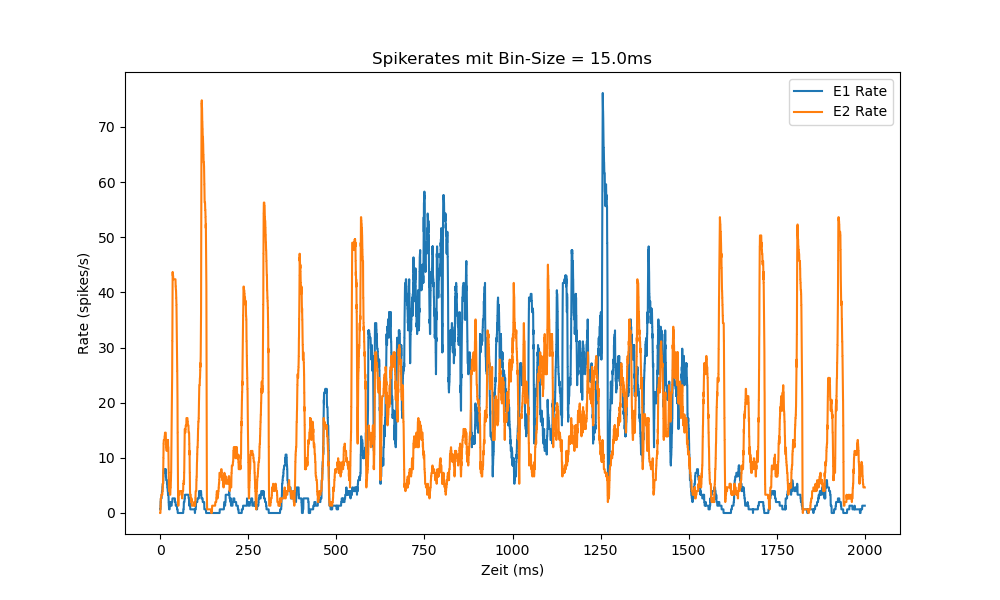 Spikerates mit Bin-Size = 15.0ms
E1 Rate
E2 Rate
Rate (spikes/s)
70
60
50
40
30
20
10
0
0 250 500 750 1000 1250 1500 1750 2000
Zeit (ms)